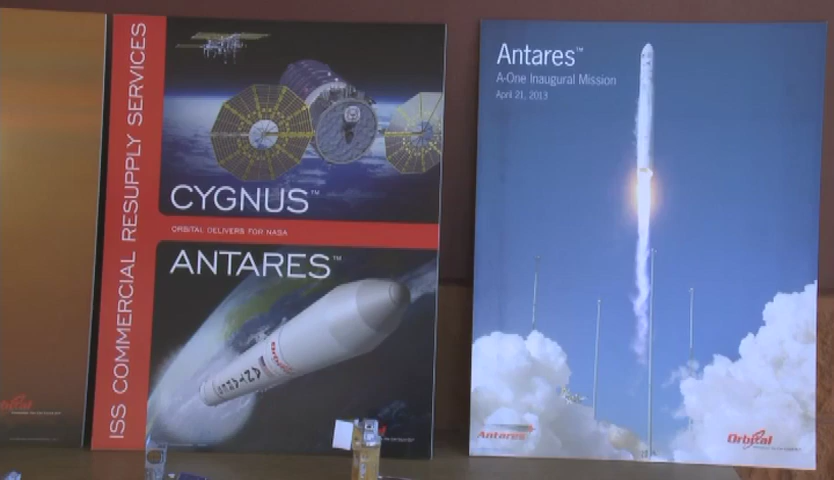 ISS COMMERCIAL RESUPPLY SERVICES
CYGNUS™
ORBITAL DELIVERS FOR NASA
ANTARES™
Antares™
A-One Inaugural Mission
April 21, 2013
Antares
Orbital